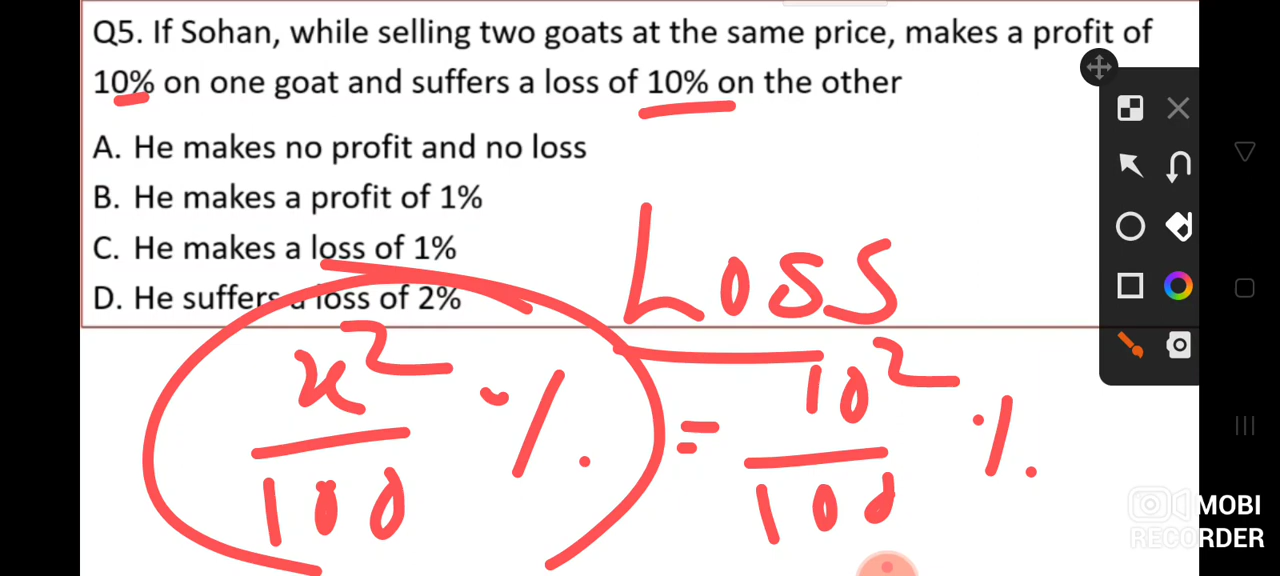 Q5. If Sohan, while selling two goats at the same price, makes a profit of
10% on one goat and suffers a loss of 10% on the other
A. He makes no profit and no loss
B. He makes a profit of 1%
C. He makes a loss of 1%
D. He suffers a loss of 2%
Loss
x²/100 % = 10²/100 %
MOBI
RECORDER